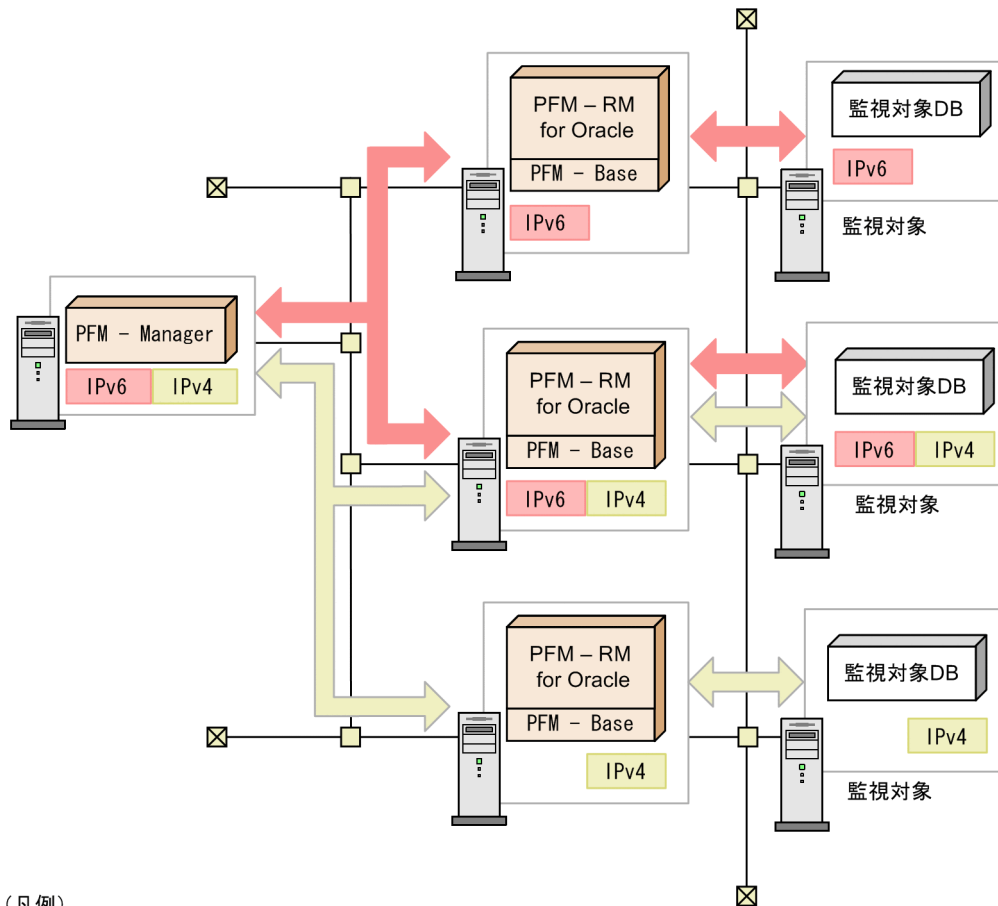 PFM – RM
for Oracle
PFM − Base
IPv6
監視対象DB
IPv6
監視対象
PFM − Manager
IPv6
IPv4
PFM – RM
for Oracle
PFM − Base
IPv6
IPv4
監視対象DB
IPv6
IPv4
監視対象
PFM – RM
for Oracle
PFM − Base
IPv4
監視対象DB
IPv4
監視対象
(凡例)